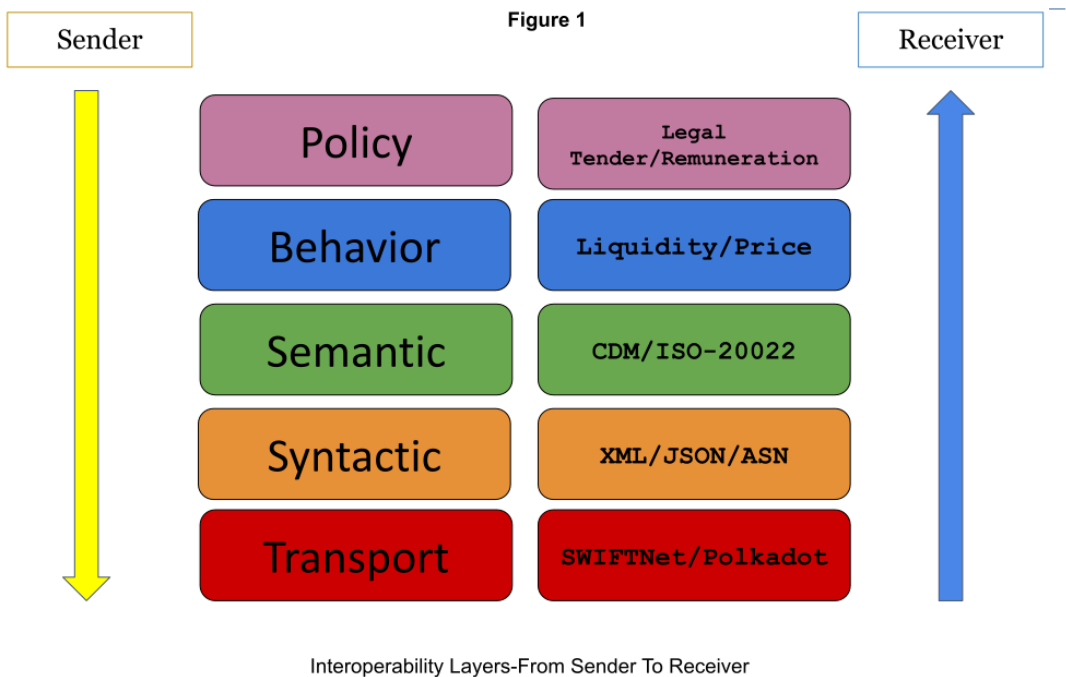 Figure 1
Sender
Receiver
Policy
Legal
Tender/Remuneration
Behavior
Liquidity/Price
Semantic
CDM/ISO-20022
Syntactic
XML/JSON/ASN
Transport
SWIFTNet/Polkadot
Interoperability Layers-From Sender To Receiver